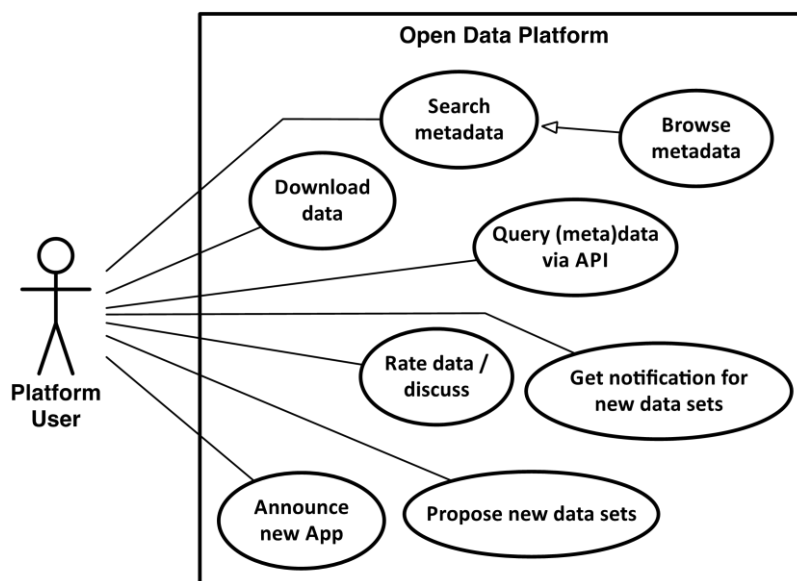 Open Data Platform
Search
metadata
Browse
metadata
Download
data
Query (meta)data
via API
Platform
User
Rate data /
discuss
Get notification for
new data sets
Announce
new App
Propose new data sets